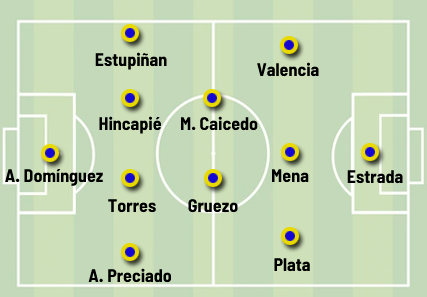 Estupiñan
Valencia
Hincapié
M. Caicedo
A. Domínguez
Mena
Estrada
Torres
Gruezo
Plata
A. Preciado